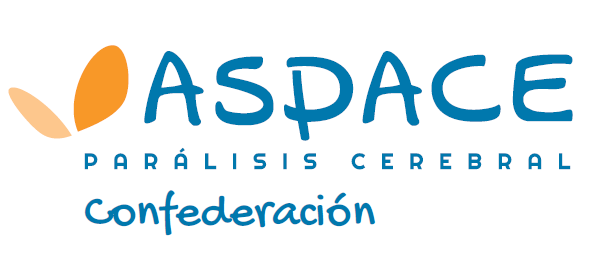 ASPACE
PARÁLISIS CEREBRAL
Confederación